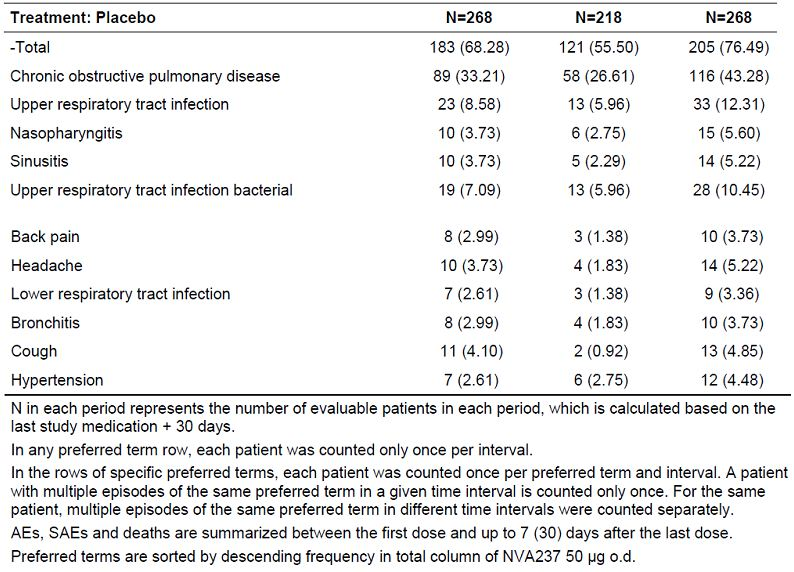 Treatment: Placebo N=268 N=218 N=268
-Total 183 (68.28) 121 (55.50) 205 (76.49)
Chronic obstructive pulmonary disease 89 (33.21) 58 (26.61) 116 (43.28)
Upper respiratory tract infection 23 (8.58) 13 (5.96) 33 (12.31)
Nasopharyngitis 10 (3.73) 6 (2.75) 15 (5.60)
Sinusitis 10 (3.73) 5 (2.29) 14 (5.22)
Upper respiratory tract infection bacterial 19 (7.09) 13 (5.96) 28 (10.45)
Back pain 8 (2.99) 3 (1.38) 10 (3.73)
Headache 10 (3.73) 4 (1.83) 14 (5.22)
Lower respiratory tract infection 7 (2.61) 3 (1.38) 9 (3.36)
Bronchitis 8 (2.99) 4 (1.83) 10 (3.73)
Cough 11 (4.10) 2 (0.92) 13 (4.85)
Hypertension 7 (2.61) 6 (2.75) 12 (4.48)
N in each period represents the number of evaluable patients in each period, which is calculated based on the
last study medication + 30 days.
In any preferred term row, each patient was counted only once per interval.
In the rows of specific preferred terms, each patient was counted once per preferred term and interval. A patient
with multiple episodes of the same preferred term in a given time interval is counted only once. For the same
patient, multiple episodes of the same preferred term in different time intervals were counted separately.
AEs, SAEs and deaths are summarized between the first dose and up to 7 (30) days after the last dose.
Preferred terms are sorted by descending frequency in total column of NVA237 50 µg o.d.